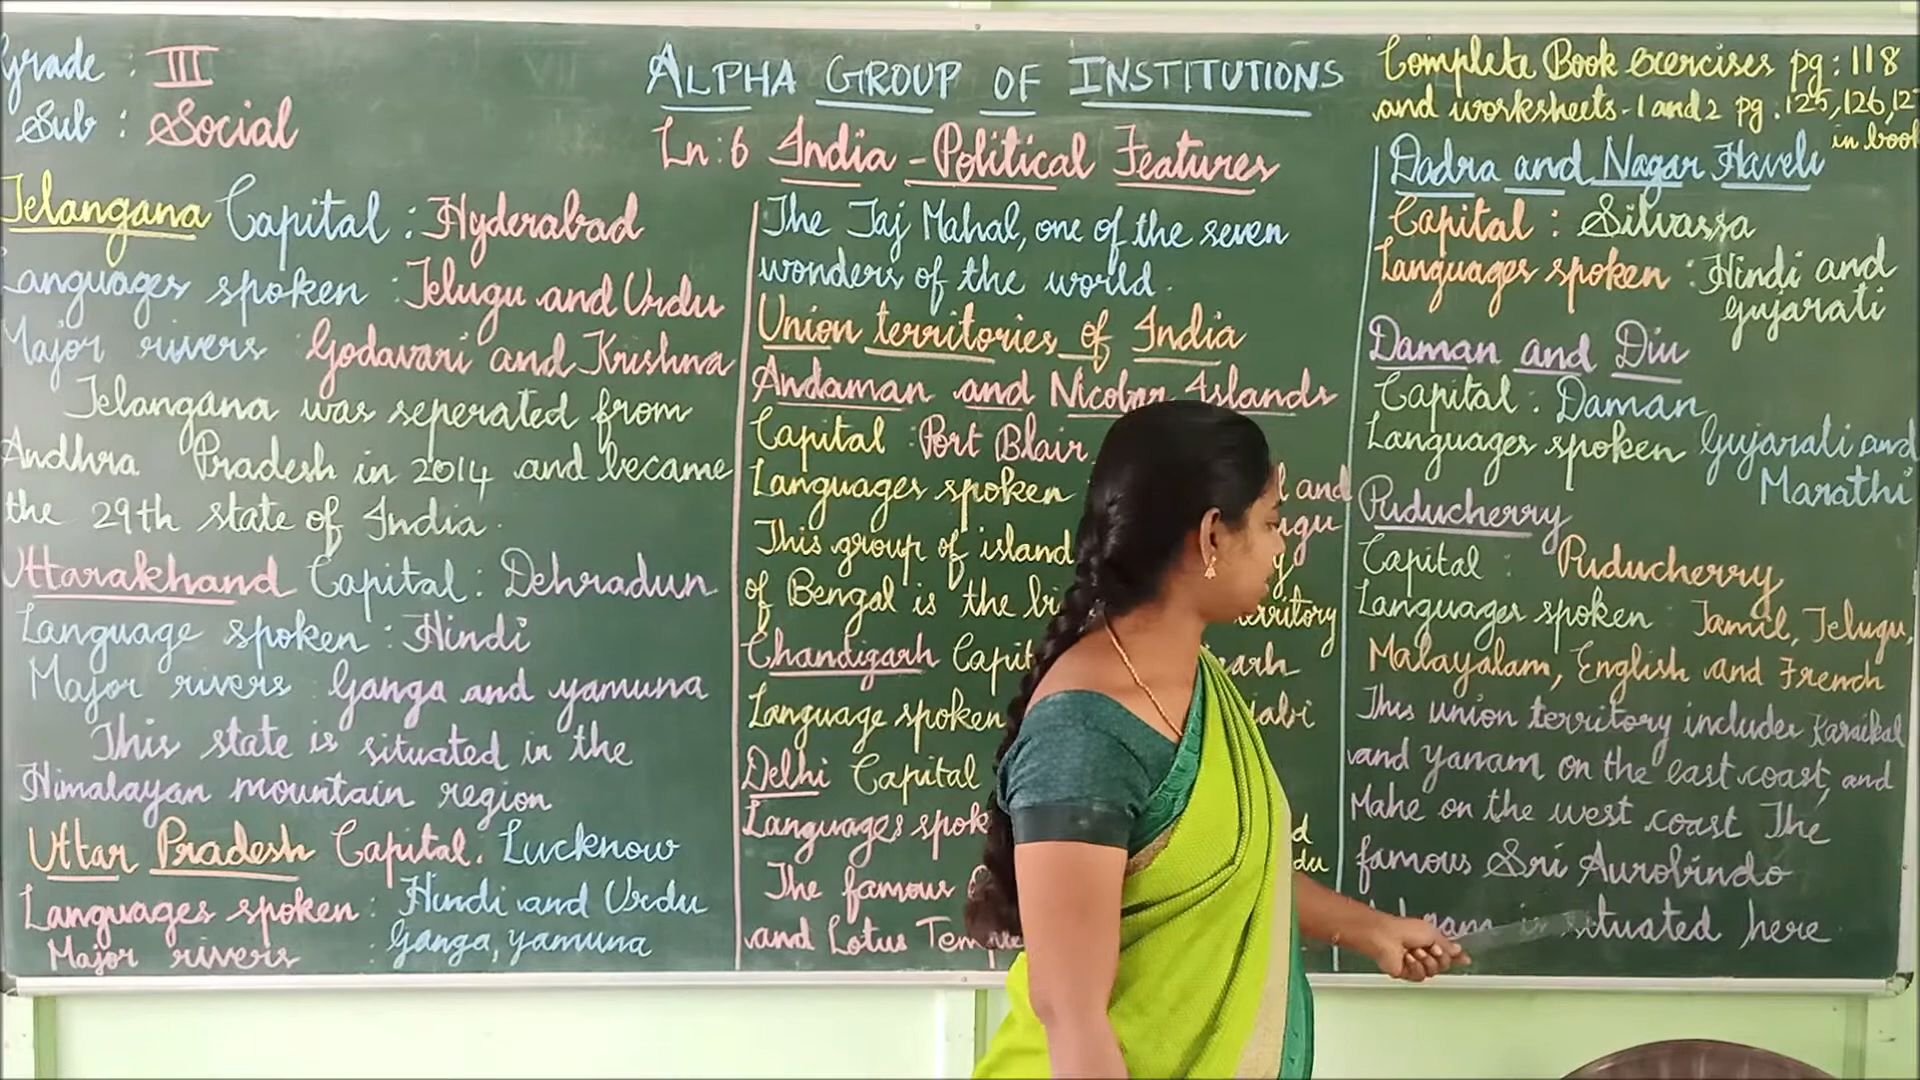 Grade : III
Sub : Social
ALPHA GROUP OF INSTITUTIONS
Ln:6 India - Political Features
Complete Book exercises pg: 118
and worksheets - 1 and 2 pg. 125, 126,
in book
Telangana Capital : Hyderabad
Languages spoken : Telugu and Urdu
Major rivers Godavari and Krushna
Telangana was seperated from
Andhra Pradesh in 2014 and became
the 29th state of India.
Uttarakhand Capital : Dehradun
Language spoken : Hindi
Major rivers Ganga and yamuna
This state is situated in the
Himalayan mountain region
Uttar Pradesh Capital. Lucknow
Languages spoken : Hindi and Urdu
Major rivers : Ganga, yamuna
The Taj Mahal, one of the seven
wonders of the world.
Union territories of India
Andaman and Nicobar Islands
Capital : Port Blair
Languages spoken and
This group of island
of Bengal is the territory
Chandigarh
Language spoken
Delhi Capital
Languages
The famous
and Lotus
Dadra and Nagar Haveli
Capital : Silvassa
Languages spoken : Hindi and
Gujarati
Daman and Diu
Capital : Daman
Languages spoken Gujarati and
Marathi
Puducherry
Capital : Puducherry
Languages spoken Tamil, Telugu,
Malayalam, English and French
This union territory includes Karaikal
and Yanam on the east coast, and
Mahe on the west coast The
famous Sri Aurobindo
is situated here